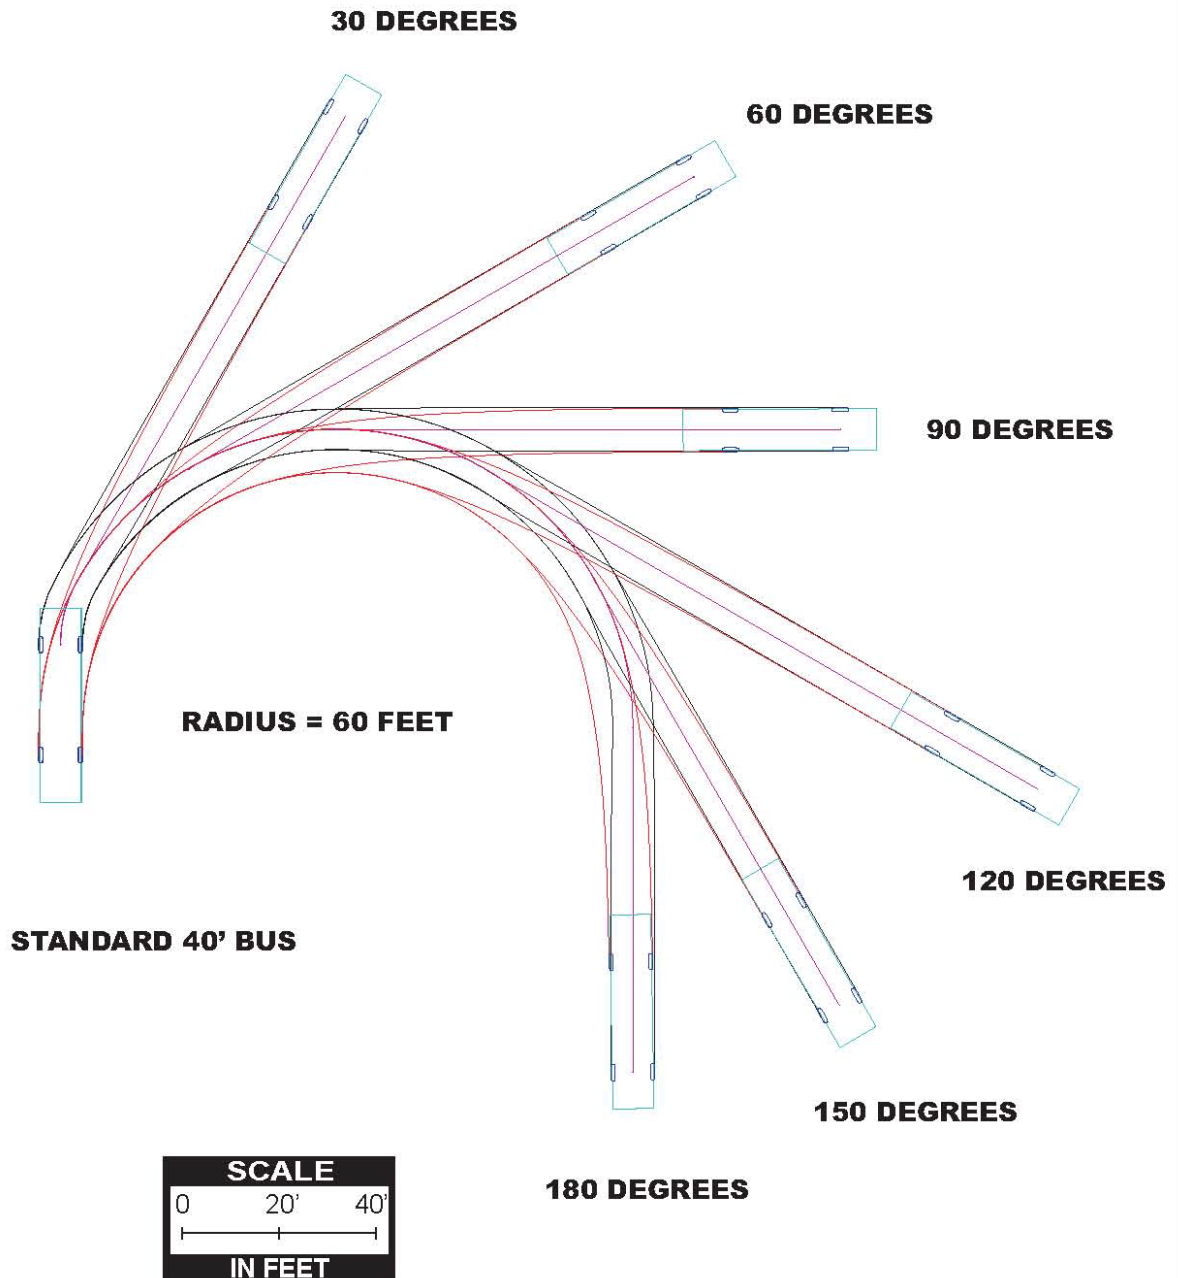 30 DEGREES
60 DEGREES
90 DEGREES
RADIUS = 60 FEET
120 DEGREES
STANDARD 40’ BUS
150 DEGREES
SCALE
180 DEGREES
0 20' 40'
IN FEET